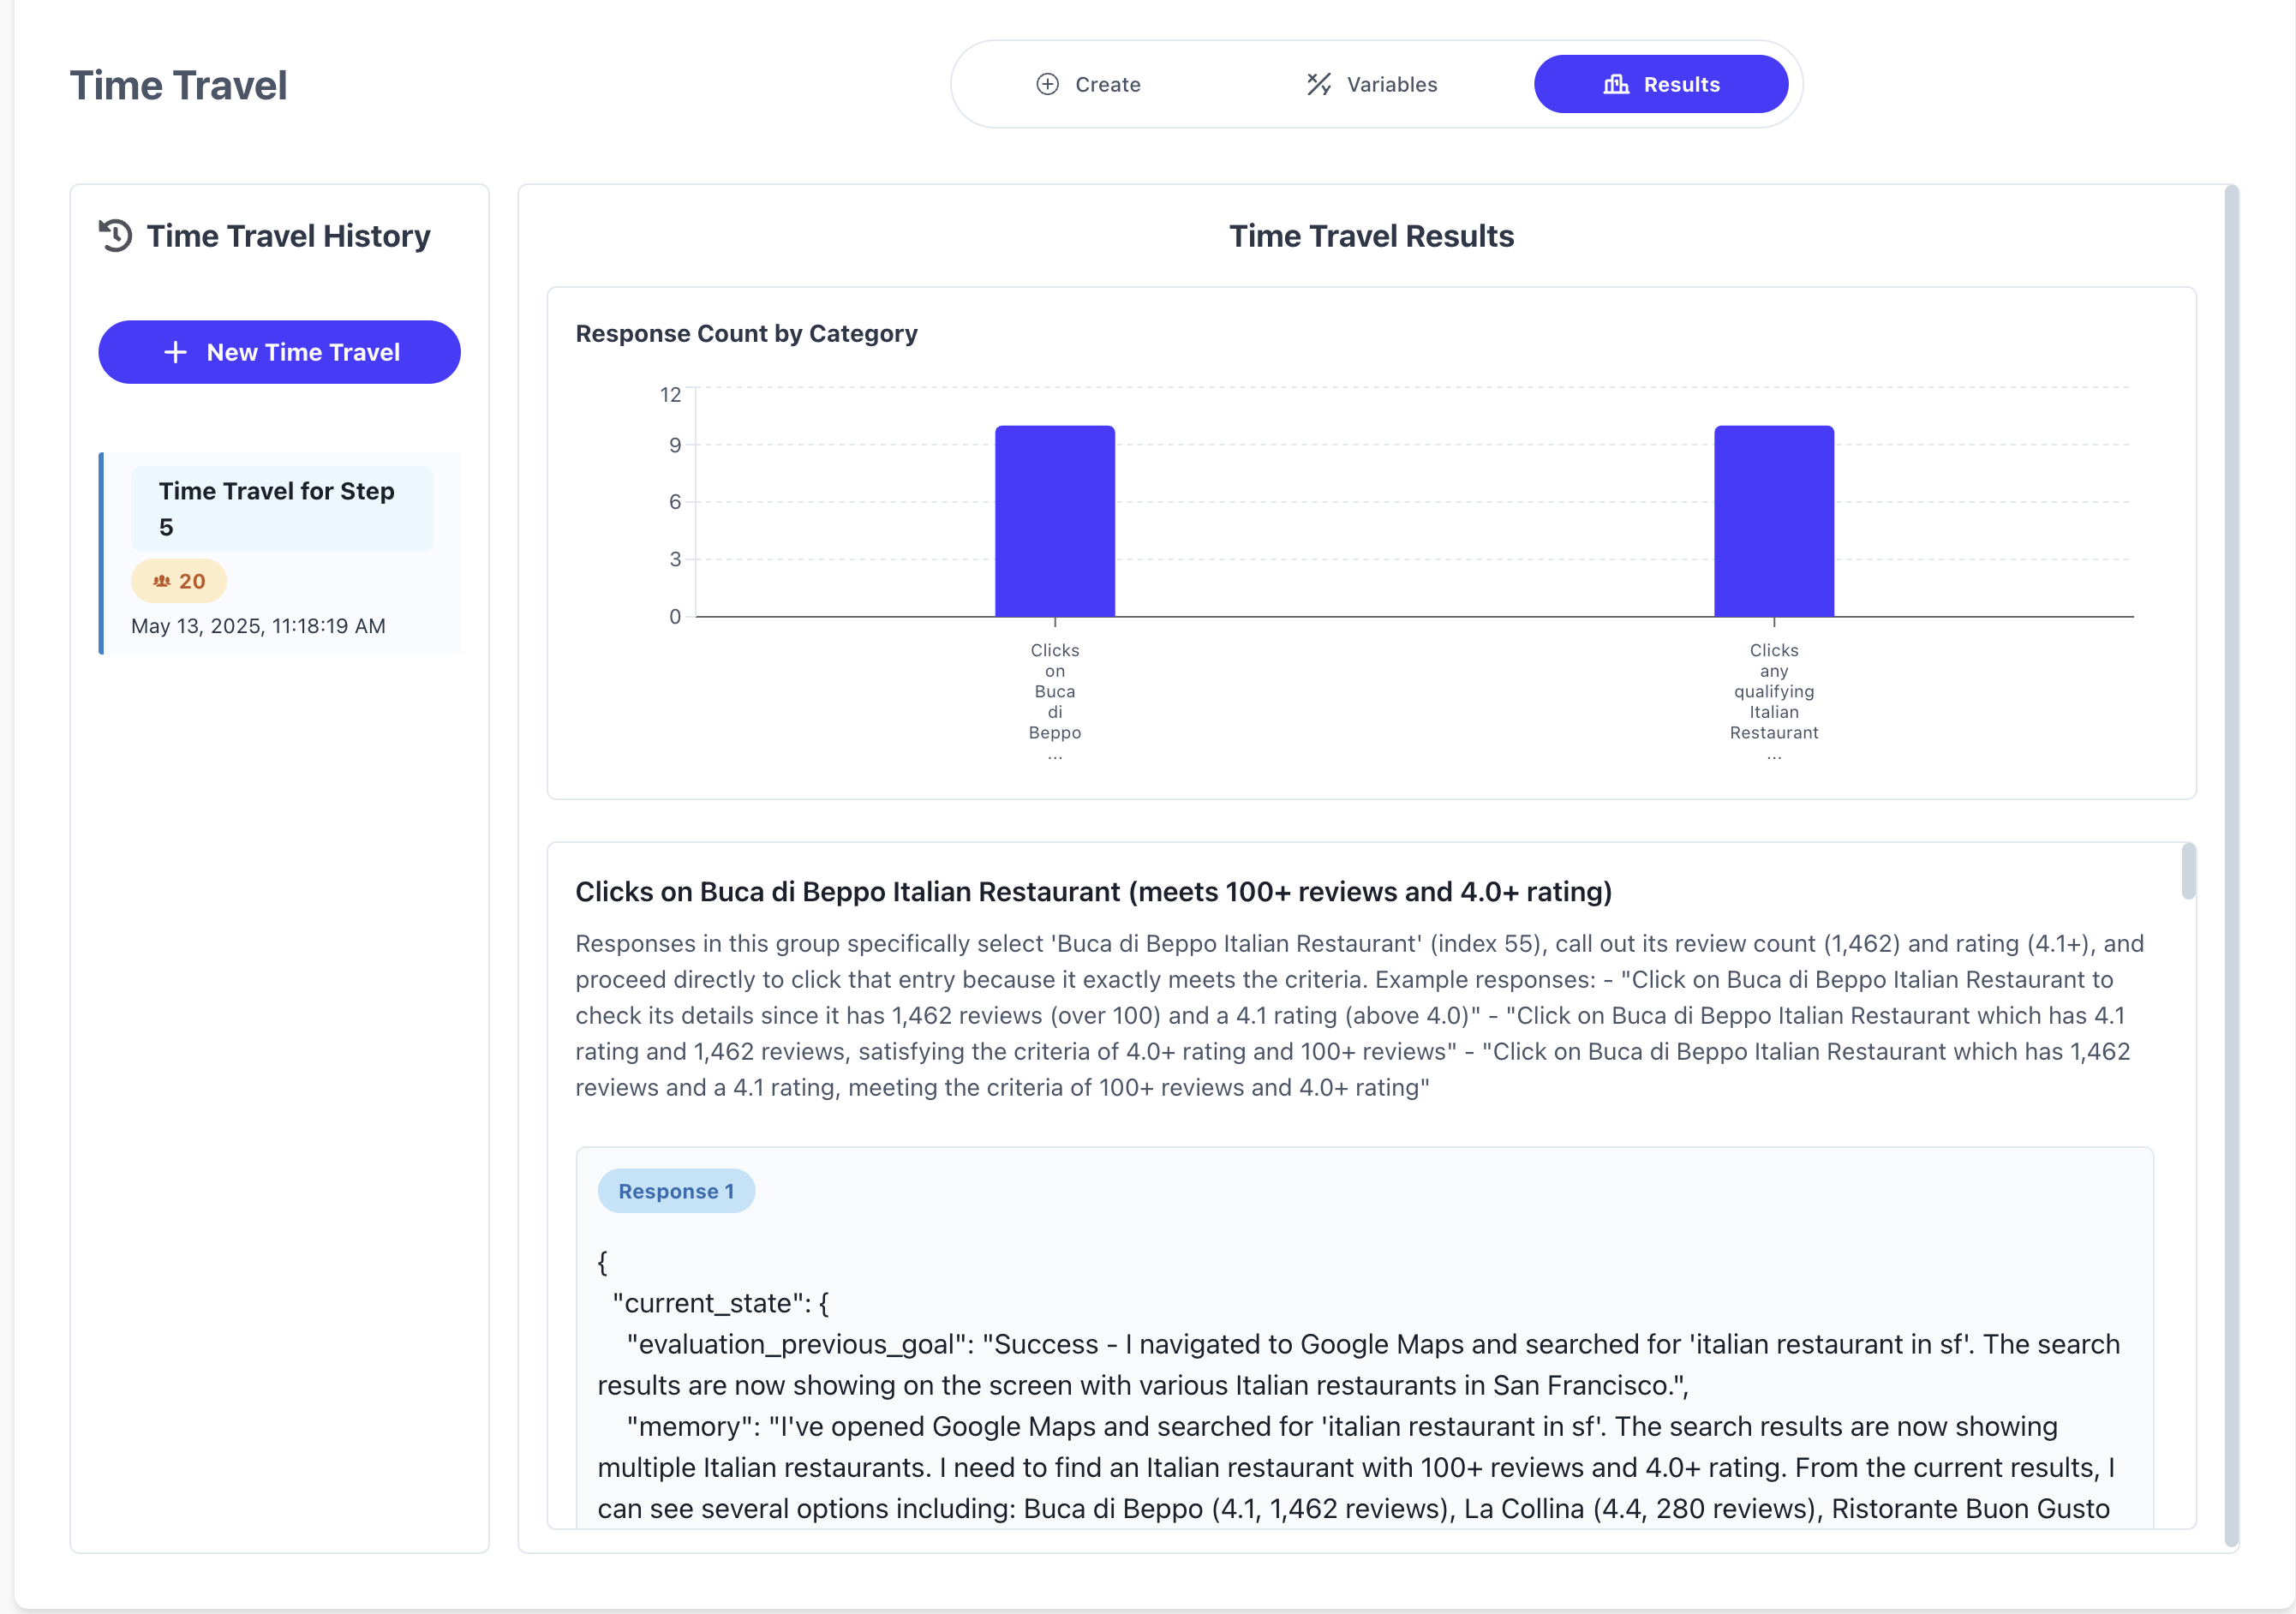 Time Travel
Create
Variables
Results
Time Travel History
New Time Travel
Time Travel for Step
5
20
May 13, 2025, 11:18:19 AM
Time Travel Results
Response Count by Category
12
9
6
3
0
Clicks
on
Buca
di
Beppo
...
Clicks
any
qualifying
Italian
Restaurant
...
Clicks on Buca di Beppo Italian Restaurant (meets 100+ reviews and 4.0+ rating)
Responses in this group specifically select 'Buca di Beppo Italian Restaurant' (index 55), call out its review count (1,462) and rating (4.1+), and
proceed directly to click that entry because it exactly meets the criteria. Example responses: - "Click on Buca di Beppo Italian Restaurant to
check its details since it has 1,462 reviews (over 100) and a 4.1 rating (above 4.0)" - "Click on Buca di Beppo Italian Restaurant which has 4.1
rating and 1,462 reviews, satisfying the criteria of 4.0+ rating and 100+ reviews" - "Click on Buca di Beppo Italian Restaurant which has 1,462
reviews and a 4.1 rating, meeting the criteria of 100+ reviews and 4.0+ rating"
Response 1
{
"current_state": {
"evaluation_previous_goal": "Success - I navigated to Google Maps and searched for 'italian restaurant in sf'. The search
results are now showing on the screen with various Italian restaurants in San Francisco.",
"memory": "I've opened Google Maps and searched for 'italian restaurant in sf'. The search results are now showing
multiple Italian restaurants. I need to find an Italian restaurant with 100+ reviews and 4.0+ rating. From the current results, I
can see several options including: Buca di Beppo (4.1, 1,462 reviews), La Collina (4.4, 280 reviews), Ristorante Buon Gusto